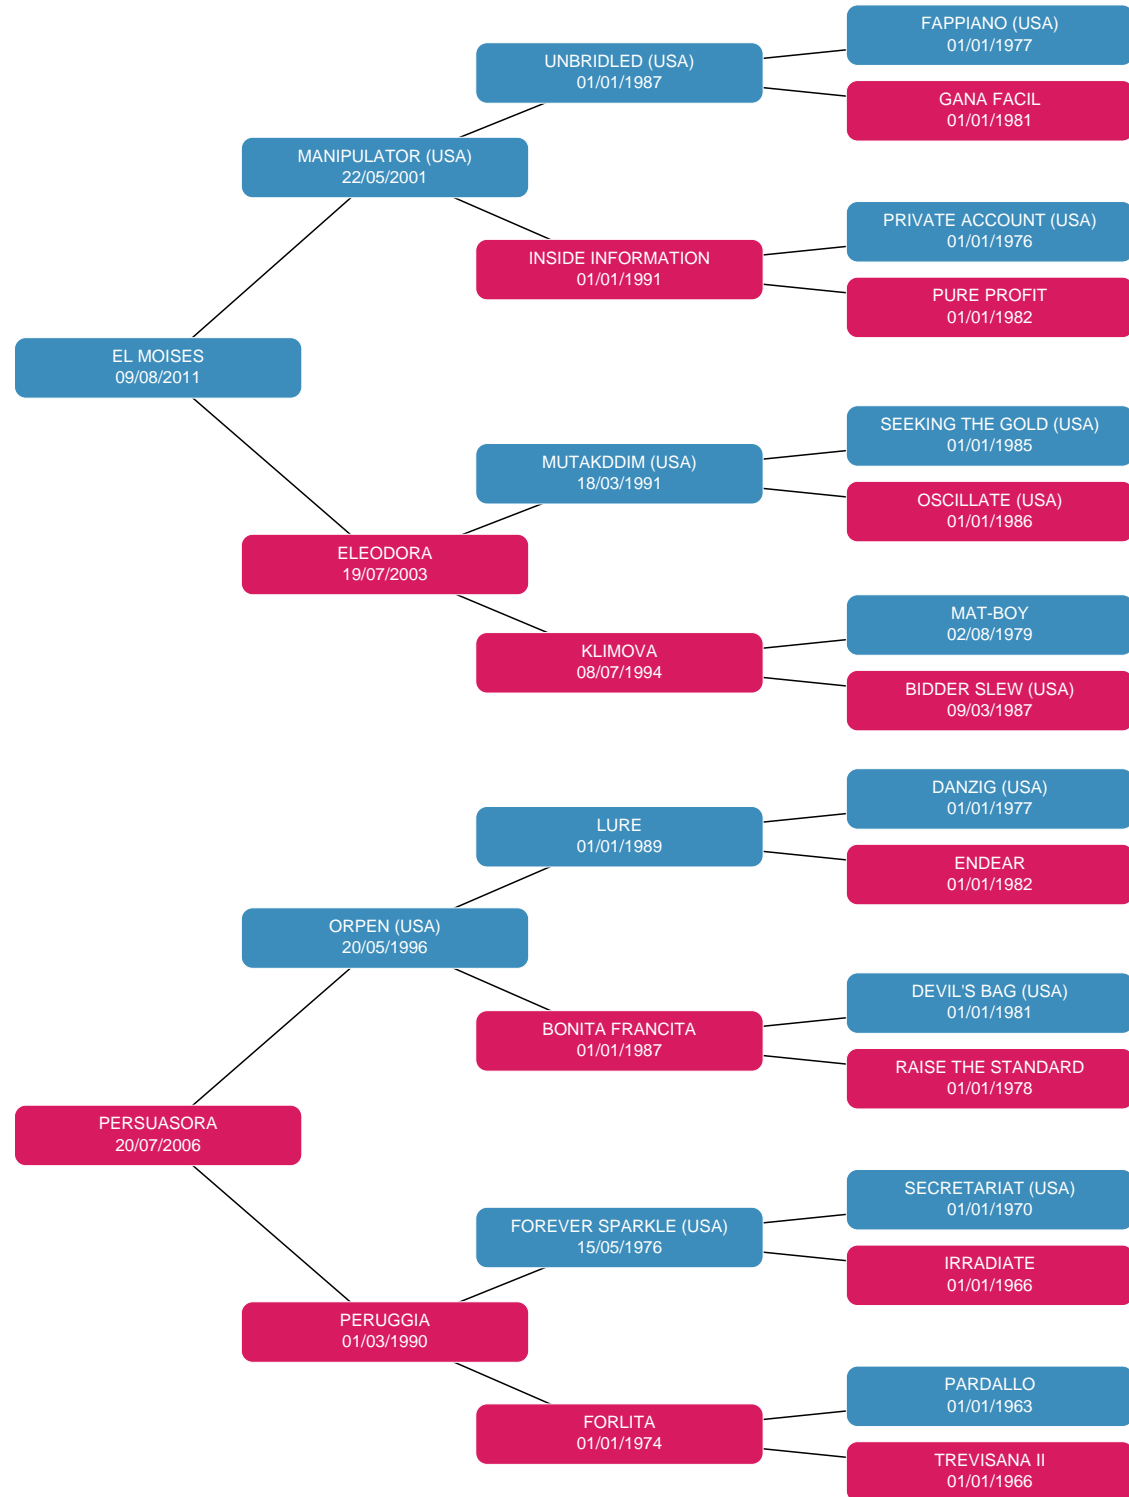 FAPPIANO (USA)
01/01/1977
UNBRIDLED (USA)
01/01/1987
GANA FACIL
01/01/1981
MANIPULATOR (USA)
22/05/2001
PRIVATE ACCOUNT (USA)
01/01/1976
INSIDE INFORMATION
01/01/1991
PURE PROFIT
01/01/1982
EL MOISES
09/08/2011
SEEKING THE GOLD (USA)
01/01/1985
MUTAKDDIM (USA)
18/03/1991
OSCILLATE (USA)
01/01/1986
ELEODORA
19/07/2003
MAT-BOY
02/08/1979
KLIMOVA
08/07/1994
BIDDER SLEW (USA)
09/03/1987
DANZIG (USA)
01/01/1977
LURE
01/01/1989
ENDEAR
01/01/1982
ORPEN (USA)
20/05/1996
DEVIL'S BAG (USA)
01/01/1981
BONITA FRANCITA
01/01/1987
RAISE THE STANDARD
01/01/1978
PERSUASORA
20/07/2006
SECRETARIAT (USA)
01/01/1970
FOREVER SPARKLE (USA)
15/05/1976
IRRADIATE
01/01/1966
PERUGGIA
01/03/1990
PARDALLO
01/01/1963
FORLITA
01/01/1974
TREVISANA II
01/01/1966